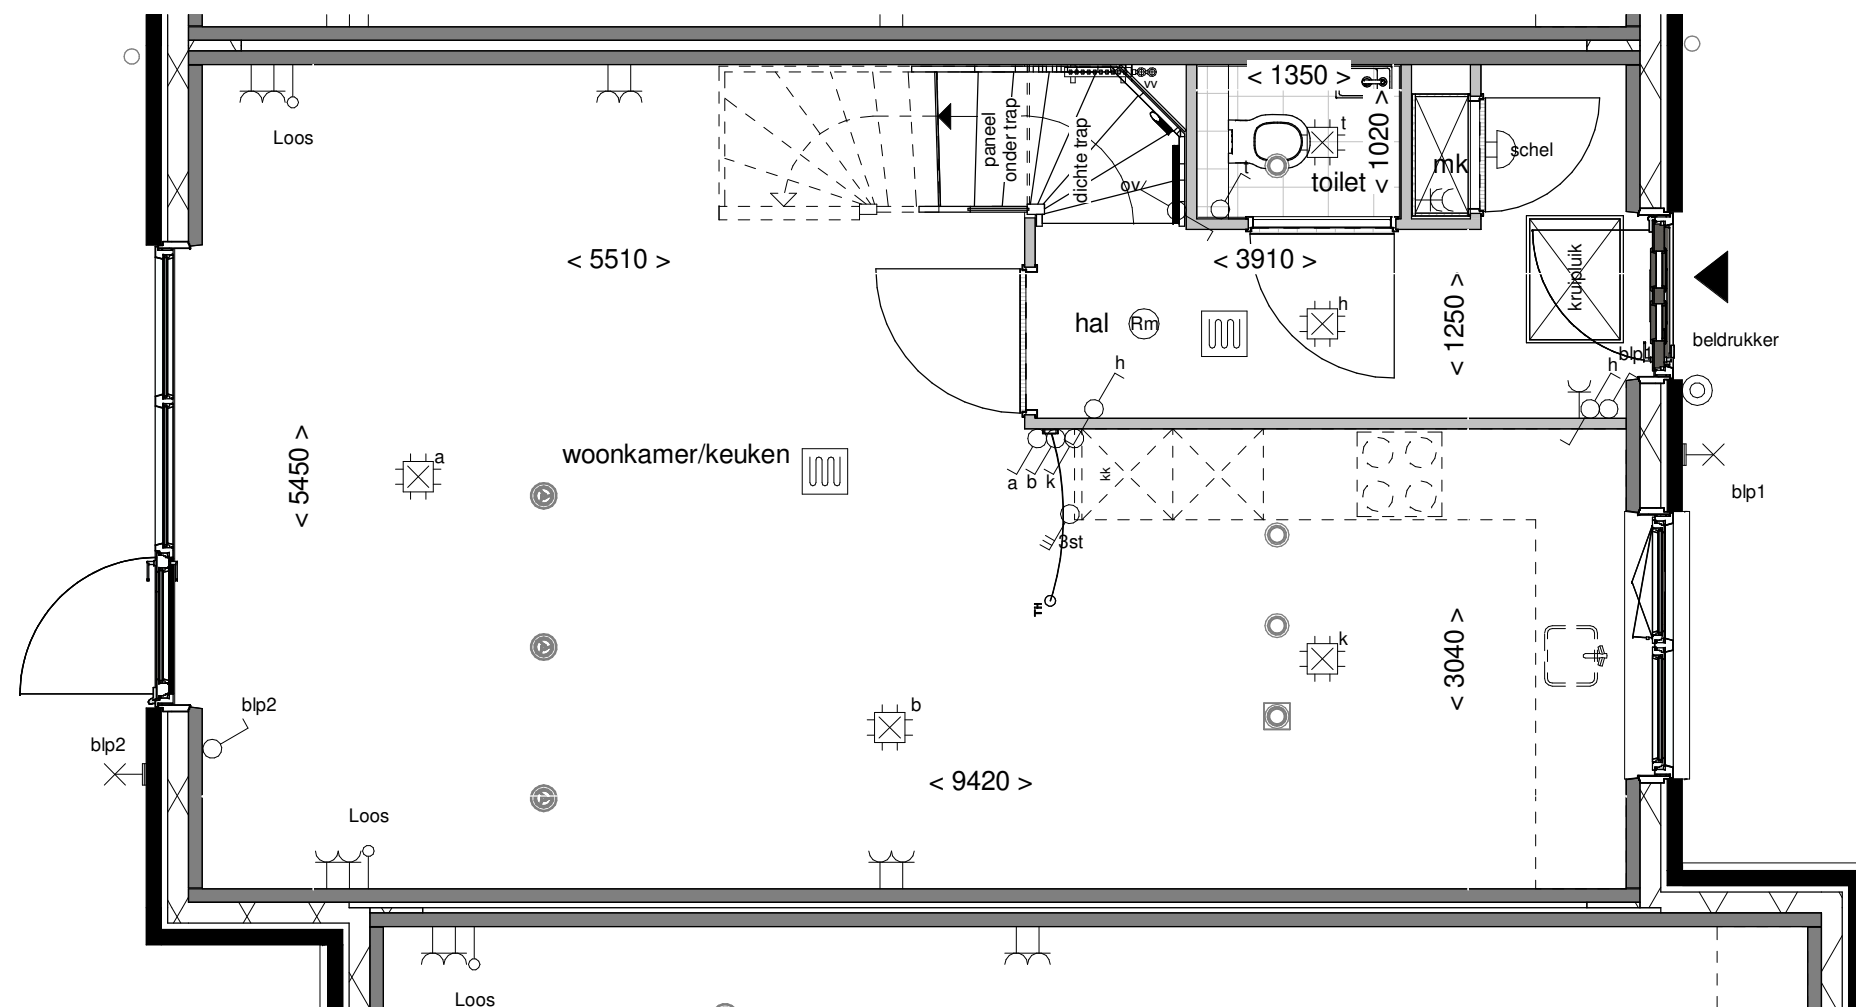 < 1350 >
vv
Loos
paneel
onder trap
dichte trap
t
< 1020 >
schel
mk
t
toilet
ov
< 5510 >
< 3910 >
kruipluik
h
hal
Rm
< 1250 >
beldrukker
blp1
h
h
< 5450 >
a
woonkamer/keuken
a
b
k
kk
blp1
3st
TH
k
< 3040 >
blp2
b
blp2
< 9420 >
Loos
Loos